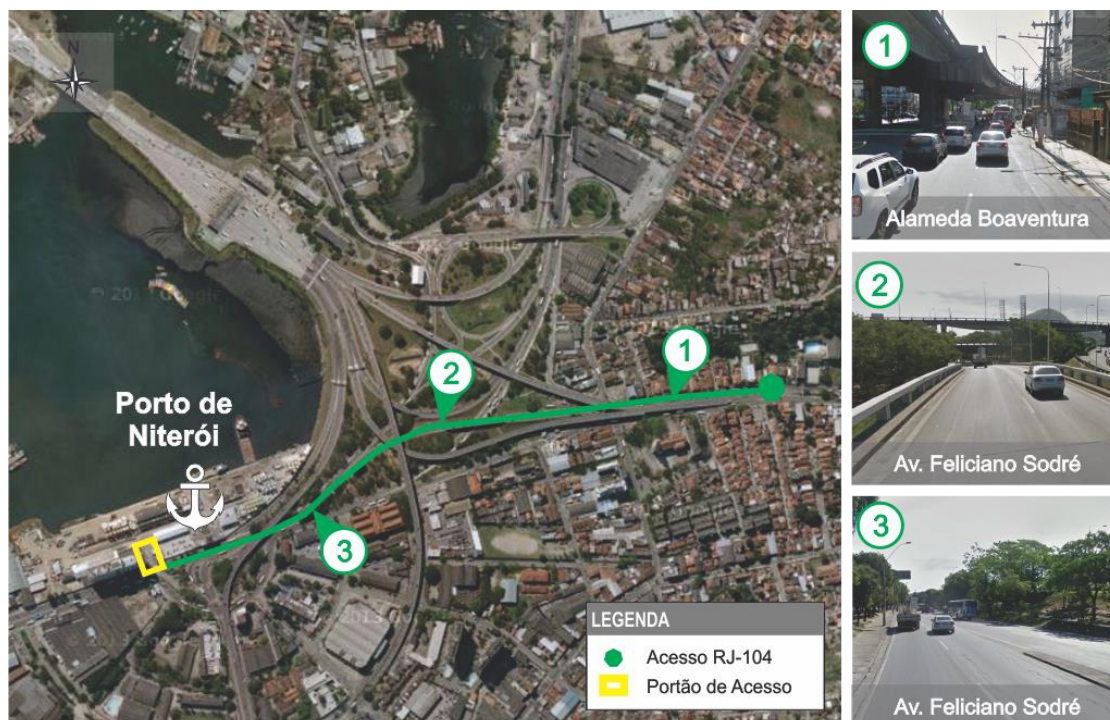 N
Porto de
Niterói
1
2
3
LEGENDA
Acesso RJ-104
Portão de Acesso
1
Alameda Boaventura
2
Av. Feliciano Sodré
3
Av. Feliciano Sodré